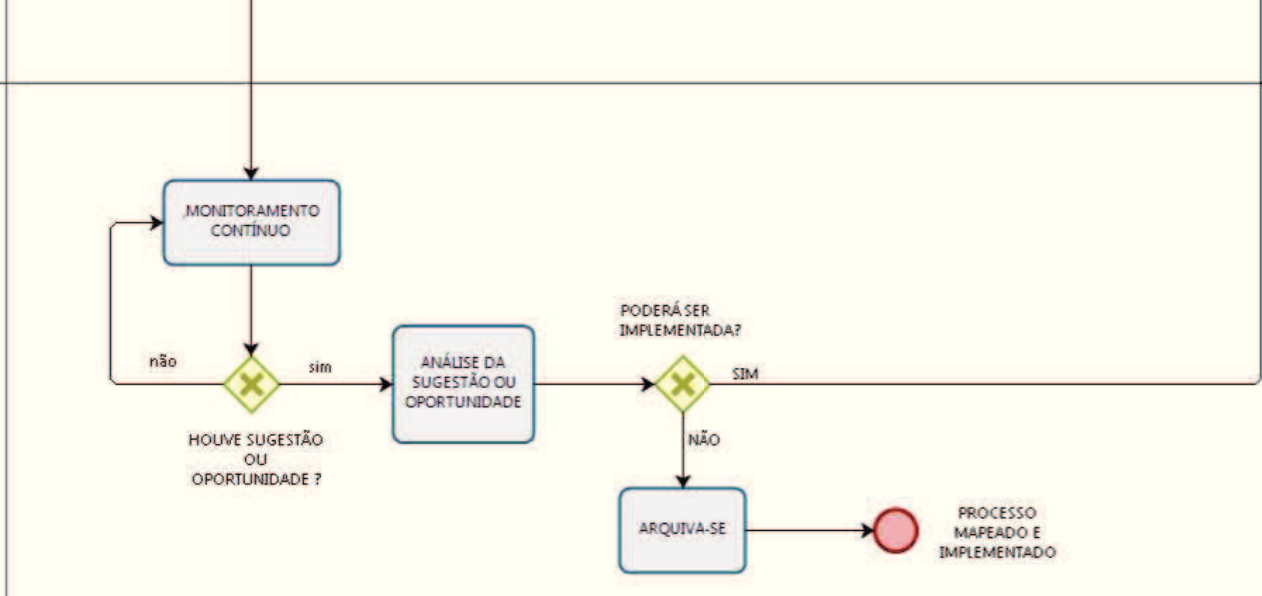 ,MONITORAMENTO
CONTÍNUO
não
sim
HOUVE SUGESTÃO
OU
OPORTUNIDADE ?
ANÁLISE DA
SUGESTÃO OU
OPORTUNIDADE
PODERÁ SER
IMPLEMENTADA?
SIM
NÃO
ARQUIVA-SE
PROCESSO
MAPEADO E
IMPLEMENTADO